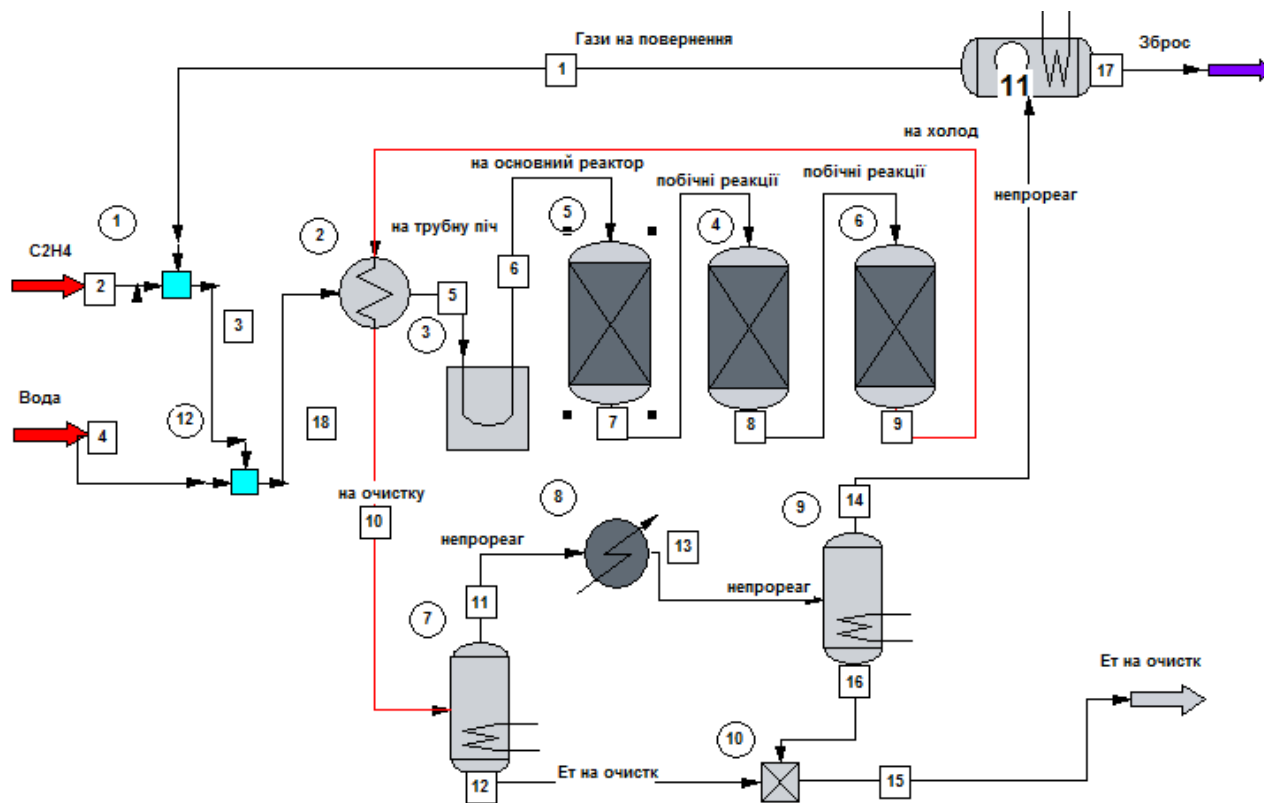 Гази на повернення
1
11
17
Зброс
на холод
на основний реактор
побічні реакції
побічні реакції
непрореаг
1
2
на трубну піч
5
4
6
С2Н4
2
6
5
3
3
Вода
12
18
4
7
8
9
на очистку
10
8
9
14
непрореаг
13
непрореаг
11
7
16
Ет на очистк
10
12
Ет на очистк
15